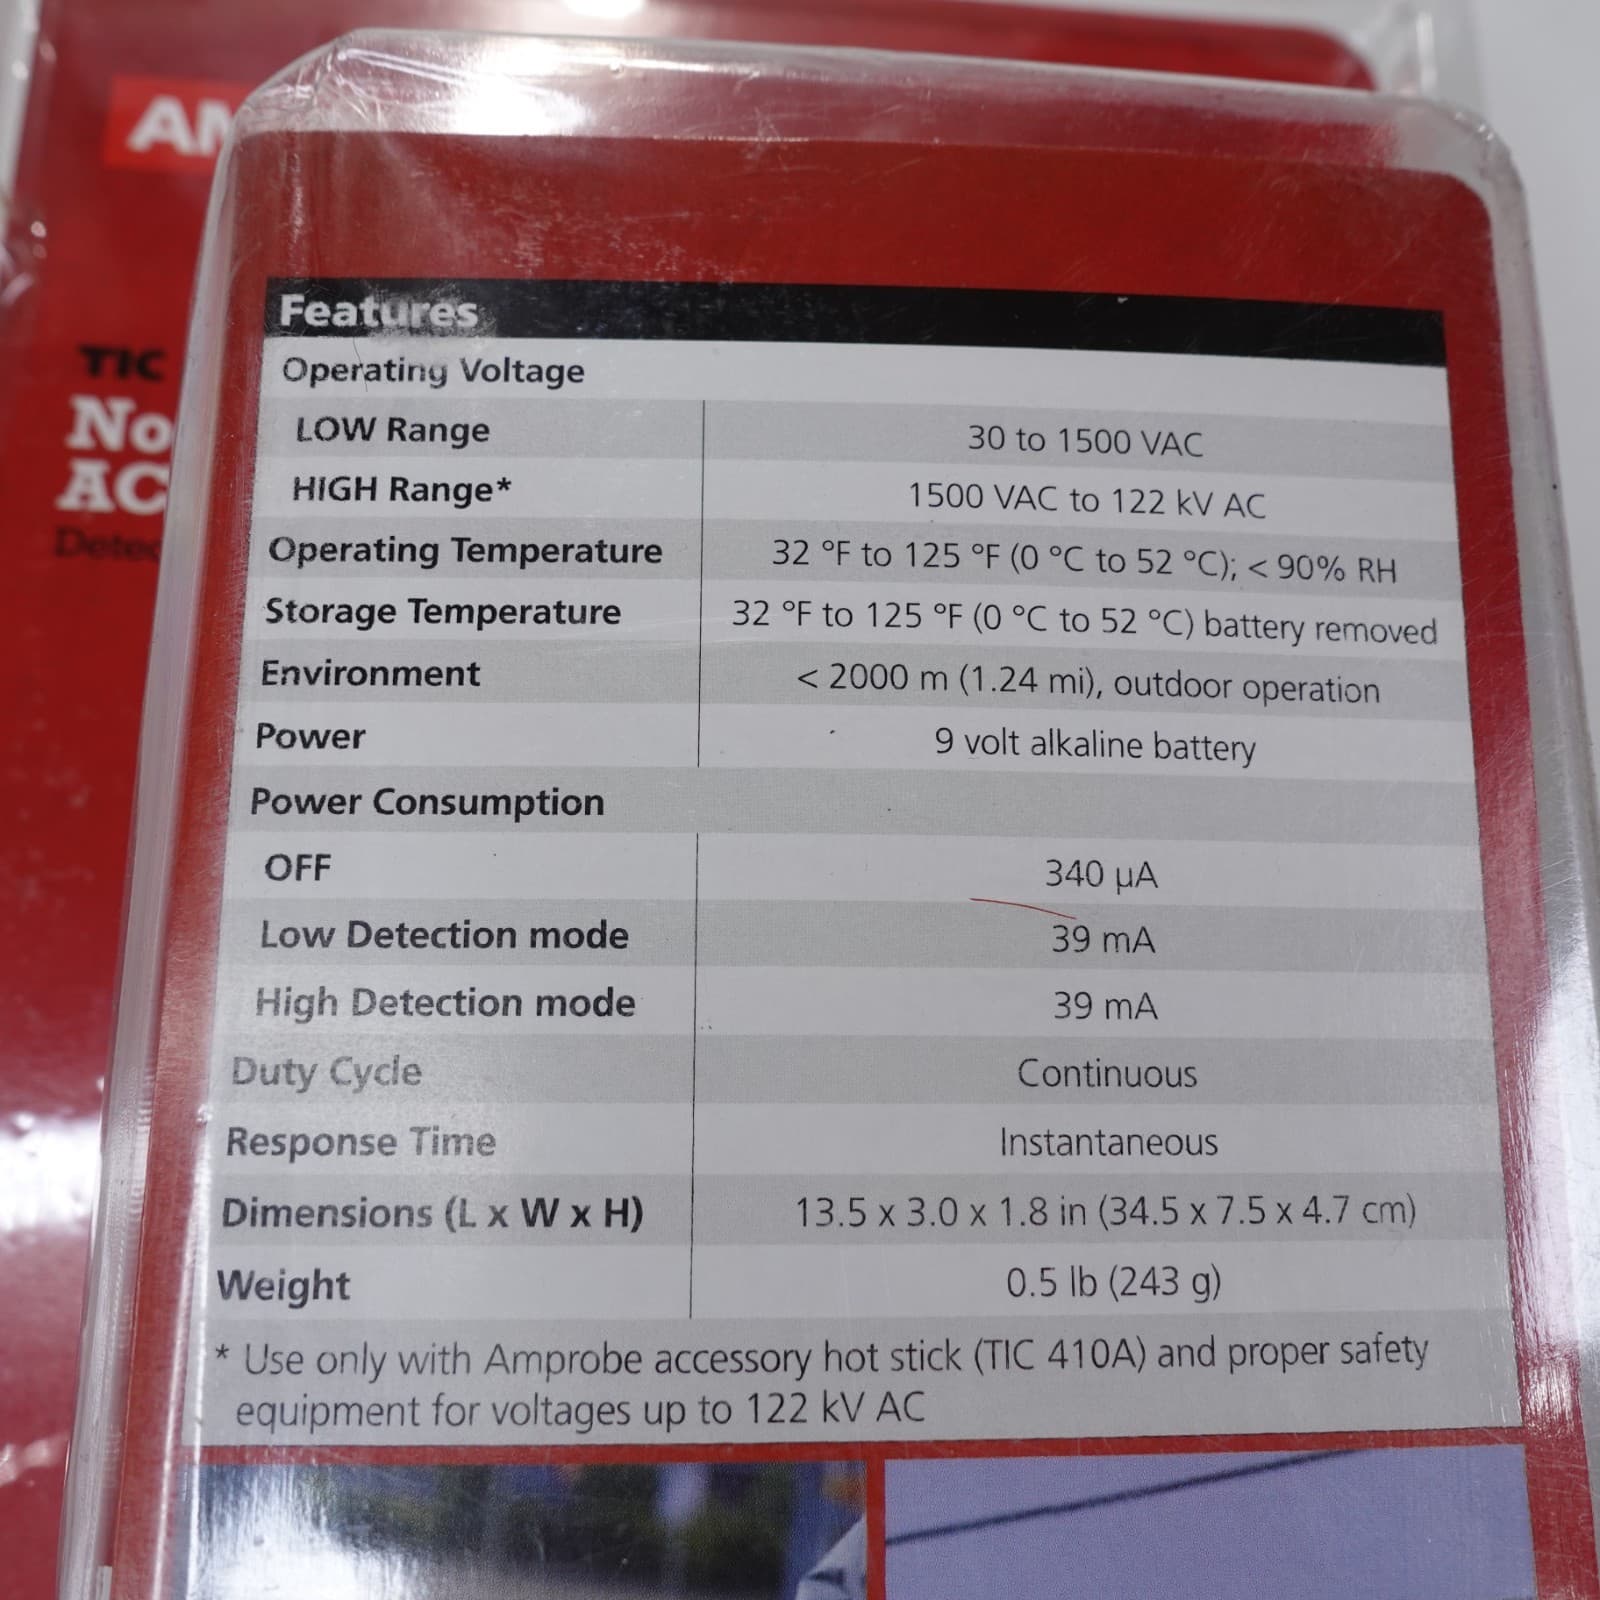 AM
TIC
No
AC
Detec
Features
Operating Voltage
LOW Range 30 to 1500 VAC
HIGH Range* 1500 VAC to 122 kV AC
Operating Temperature 32 °F to 125 °F (0 °C to 52 °C); < 90% RH
Storage Temperature 32 °F to 125 °F (0 °C to 52 °C) battery removed
Environment < 2000 m (1.24 mi), outdoor operation
Power 9 volt alkaline battery
Power Consumption
OFF 340 µA
Low Detection mode 39 mA
High Detection mode 39 mA
Duty Cycle Continuous
Response Time Instantaneous
Dimensions (L x W x H) 13.5 x 3.0 x 1.8 in (34.5 x 7.5 x 4.7 cm)
Weight 0.5 lb (243 g)
* Use only with Amprobe accessory hot stick (TIC 410A) and proper safety
equipment for voltages up to 122 kV AC